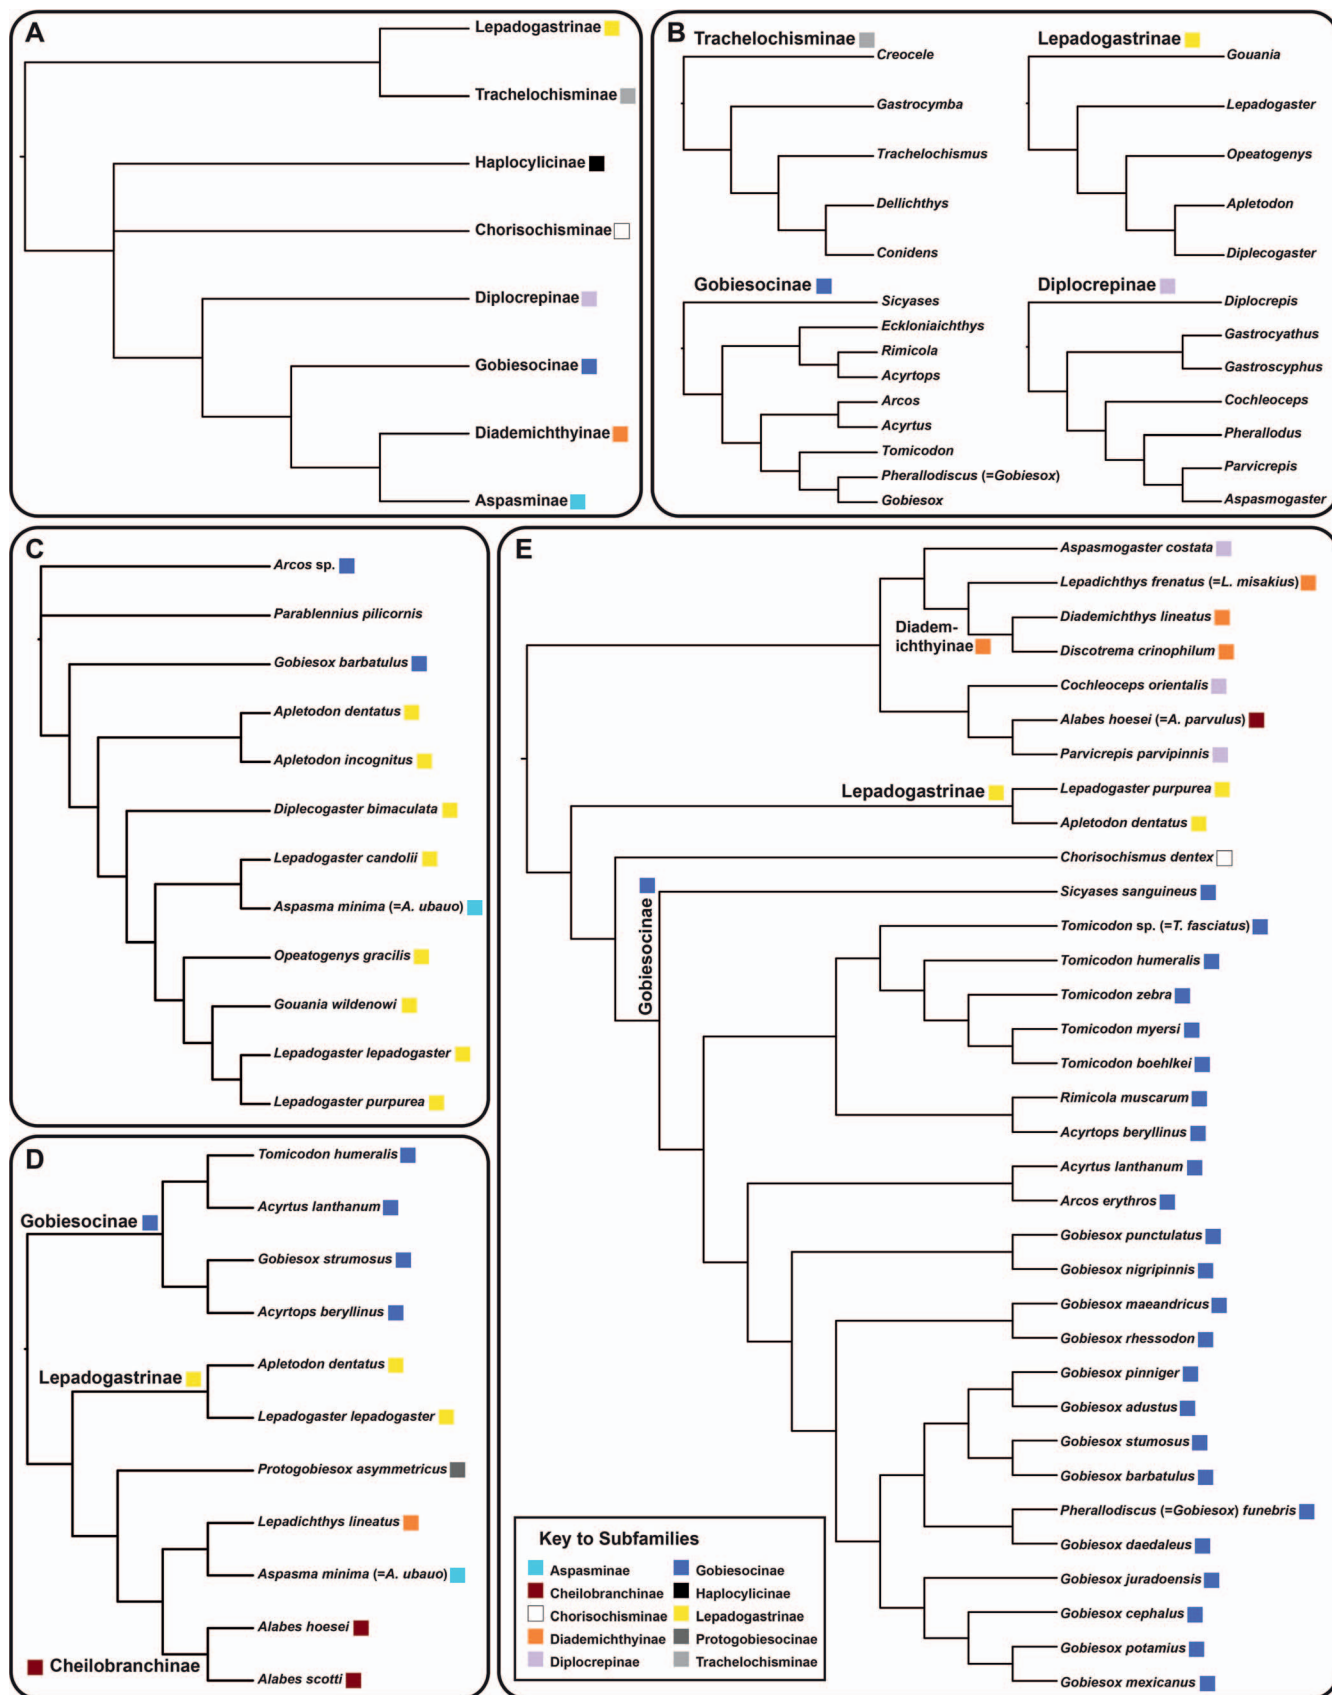 A
Lepadogastrinae
Trachelochisminae
Haplocylicinae
Chorisochisminae
Diplocrepinae
Gobiesocinae
Diademichthyinae
Aspasminae
B
Trachelochisminae
Creocele
Gastrocymba
Trachelochismus
Dellichthys
Conidens
Lepadogastrinae
Gouania
Lepadogaster
Opeatogenys
Apletodon
Diplecogaster
Gobiesocinae
Sicyases
Eckloniaichthys
Rimicola
Acyrtops
Arcos
Acyrtus
Tomicodon
Pherallodiscus (=Gobiesox)
Gobiesox
Diplocrepinae
Diplocrepis
Gastrocyathus
Gastroscyphus
Cochleoceps
Pherallodus
Parvicrepis
Aspasmogaster
C
Arcos sp.
Parablennius pilicornis
Gobiesox barbatulus
Apletodon dentatus
Apletodon incognitus
Diplecogaster bimaculata
Lepadogaster candolii
Aspasma minima (=A. ubauo)
Opeatogenys gracilis
Gouania wildenowi
Lepadogaster lepadogaster
Lepadogaster purpurea
D
Tomicodon humeralis
Acyrtus lanthanum
Gobiesocinae
Gobiesox strumosus
Acyrtops beryllinus
Apletodon dentatus
Lepadogastrinae
Lepadogaster lepadogaster
Protogobiesox asymmetricus
Lepadichthys lineatus
Aspasma minima (=A. ubauo)
Alabes hoesei
Cheilobranchinae
Alabes scotti
E
Aspasmogaster costata
Lepadichthys frenatus (=L. misakius)
Diadem-
ichthyinae
Diademichthys lineatus
Discotrema crinophilum
Cochleoceps orientalis
Alabes hoesei (=A. parvulus)
Parvicrepis parvipinnis
Lepadogastrinae
Lepadogaster purpurea
Apletodon dentatus
Chorisochismus dentex
Gobiesocinae
Sicyases sanguineus
Tomicodon sp. (=T. fasciatus)
Tomicodon humeralis
Tomicodon zebra
Tomicodon myersi
Tomicodon boehlkei
Rimicola muscarum
Acyrtops beryllinus
Acyrtus lanthanum
Arcos erythros
Gobiesox punctulatus
Gobiesox nigripinnis
Gobiesox maeandricus
Gobiesox rhessodon
Gobiesox pinniger
Gobiesox adustus
Gobiesox stumosus
Gobiesox barbatulus
Pherallodiscus (=Gobiesox) funebris
Gobiesox daedaleus
Gobiesox juradoensis
Gobiesox cephalus
Gobiesox potamius
Gobiesox mexicanus
Key to Subfamilies
Aspasminae
Cheilobranchinae
Chorisochisminae
Diademichthyinae
Diplocrepinae
Gobiesocinae
Haplocylicinae
Lepadogastrinae
Protogobiesocinae
Trachelochisminae